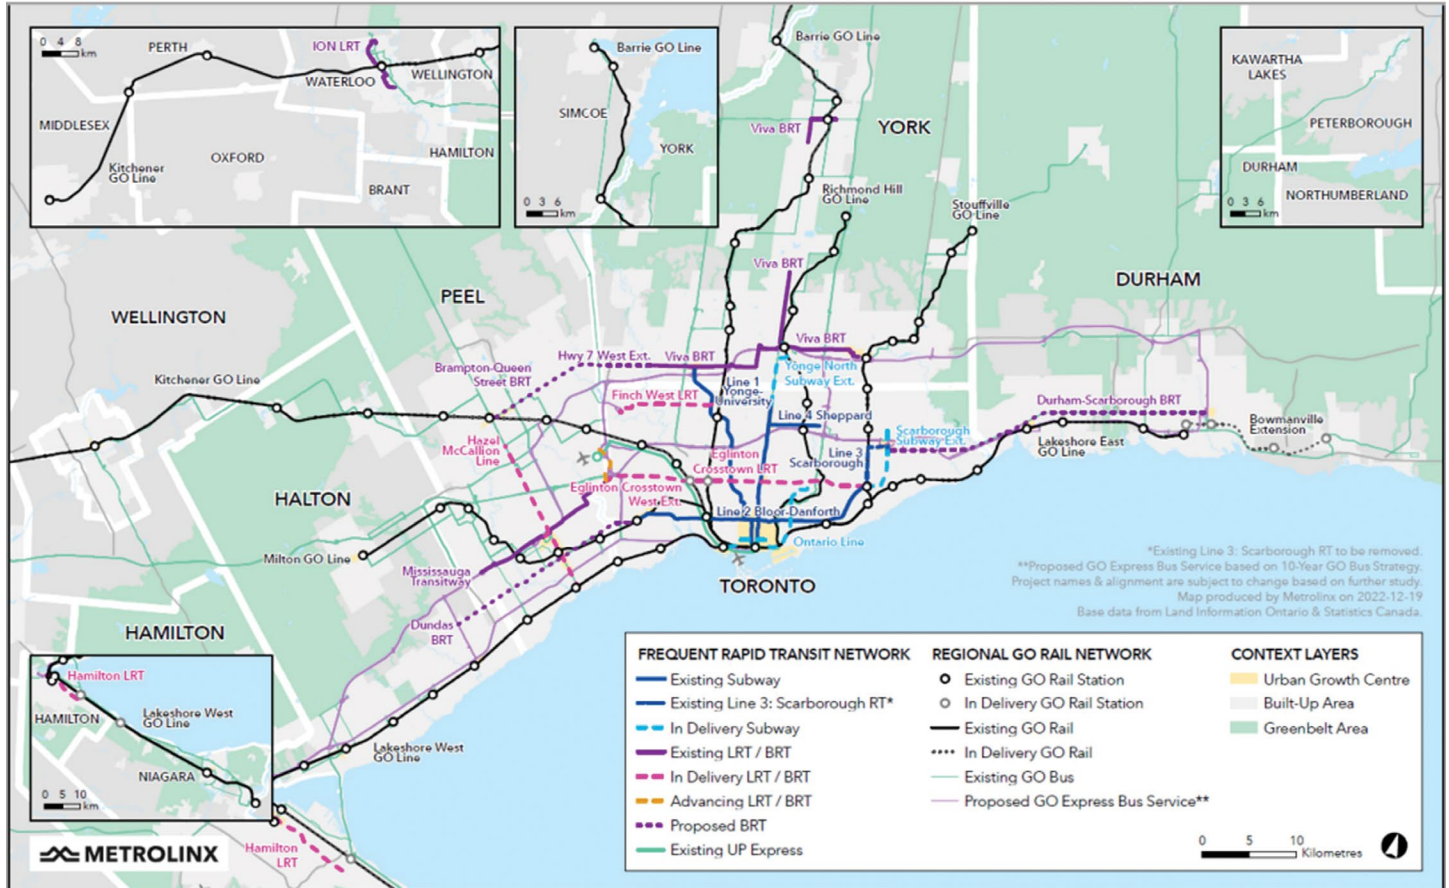 0 4 8
km
PERTH
ION LRT
WATERLOO
WELLINGTON
MIDDLESEX
OXFORD
HAMILTON
Kitchener
GO Line
BRANT
Barrie GO Line
SIMCOE
YORK
0 3 6
km
Barrie GO Line
Viva BRT
YORK
Richmond Hill
GO Line
Stouffville
GO Line
KAWARTHA
LAKES
PETERBOROUGH
DURHAM
NORTHUMBERLAND
0 3 6
km
Viva BRT
DURHAM
PEEL
WELLINGTON
Viva BRT
Hwy 7 West Ext.
Viva BRT
Brampton Queen
Street BRT
Yonge North
Subway Ext.
Kitchener GO Line
Line 1
Yonge-
University
Finch West LRT
Line 4 Sheppard
Durham-Scarborough BRT
Bowmanville
Extension
Scarborough
Subway Ext.
Lakeshore East
GO Line
Hazel
McCallion
Line
Line 3
Scarborough
Eglinton
Crosstown LRT
HALTON
Eglinton Crosstown
West Ext.
Line 2 Bloor-Danforth
Ontario Line
Milton GO Line
Mississauga
Transitway
TORONTO
Dundas
BRT
HAMILTON
*Existing Line 3: Scarborough RT to be removed.
**Proposed GO Express Bus Service based on 10-Year GO Bus Strategy.
Project names & alignment are subject to change based on further study.
Map produced by Metrolinx on 2022-12-19
Base data from Land Information Ontario & Statistics Canada.
Hamilton LRT
HAMILTON
Lakeshore West
GO Line
NIAGARA
0 5 10
km
Lakeshore West
GO Line
Hamilton
LRT
METROLINX
FREQUENT RAPID TRANSIT NETWORK
Existing Subway
Existing Line 3: Scarborough RT*
In Delivery Subway
Existing LRT / BRT
In Delivery LRT / BRT
Advancing LRT / BRT
Proposed BRT
Existing UP Express
REGIONAL GO RAIL NETWORK
Existing GO Rail Station
In Delivery GO Rail Station
Existing GO Rail
In Delivery GO Rail
Existing GO Bus
Proposed GO Express Bus Service**
CONTEXT LAYERS
Urban Growth Centre
Built-Up Area
Greenbelt Area
0 5 10
Kilometres